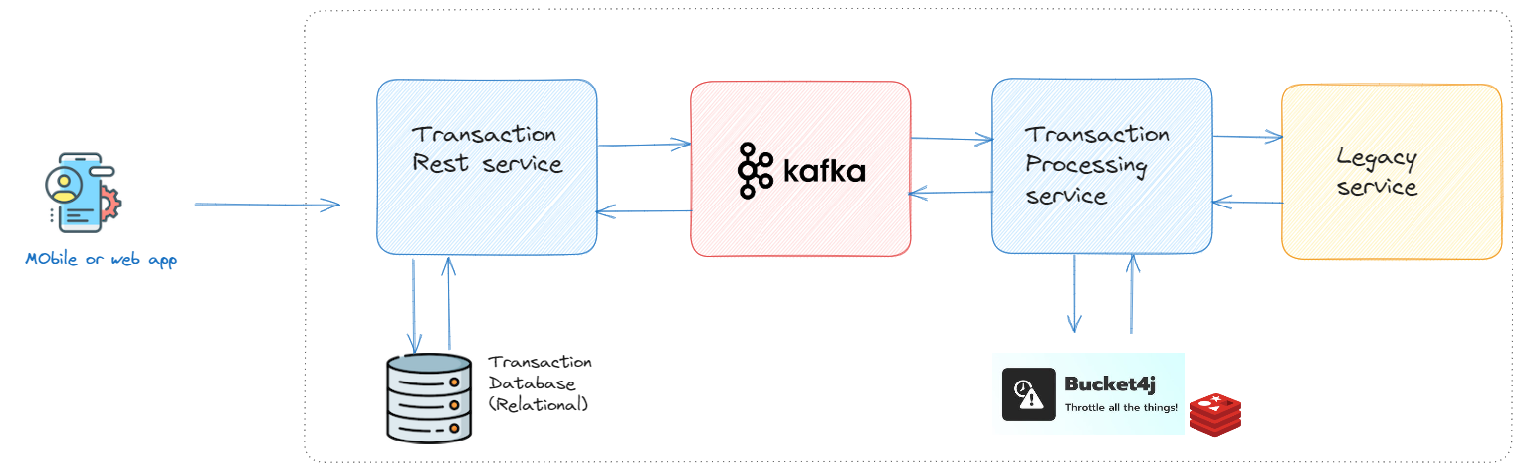 MObile or web app
Transaction
Rest service
Transaction
Database
(Relational)
kafka
Transaction
Processing
service
Bucket4j
Throttle all the things!
Legacy
service